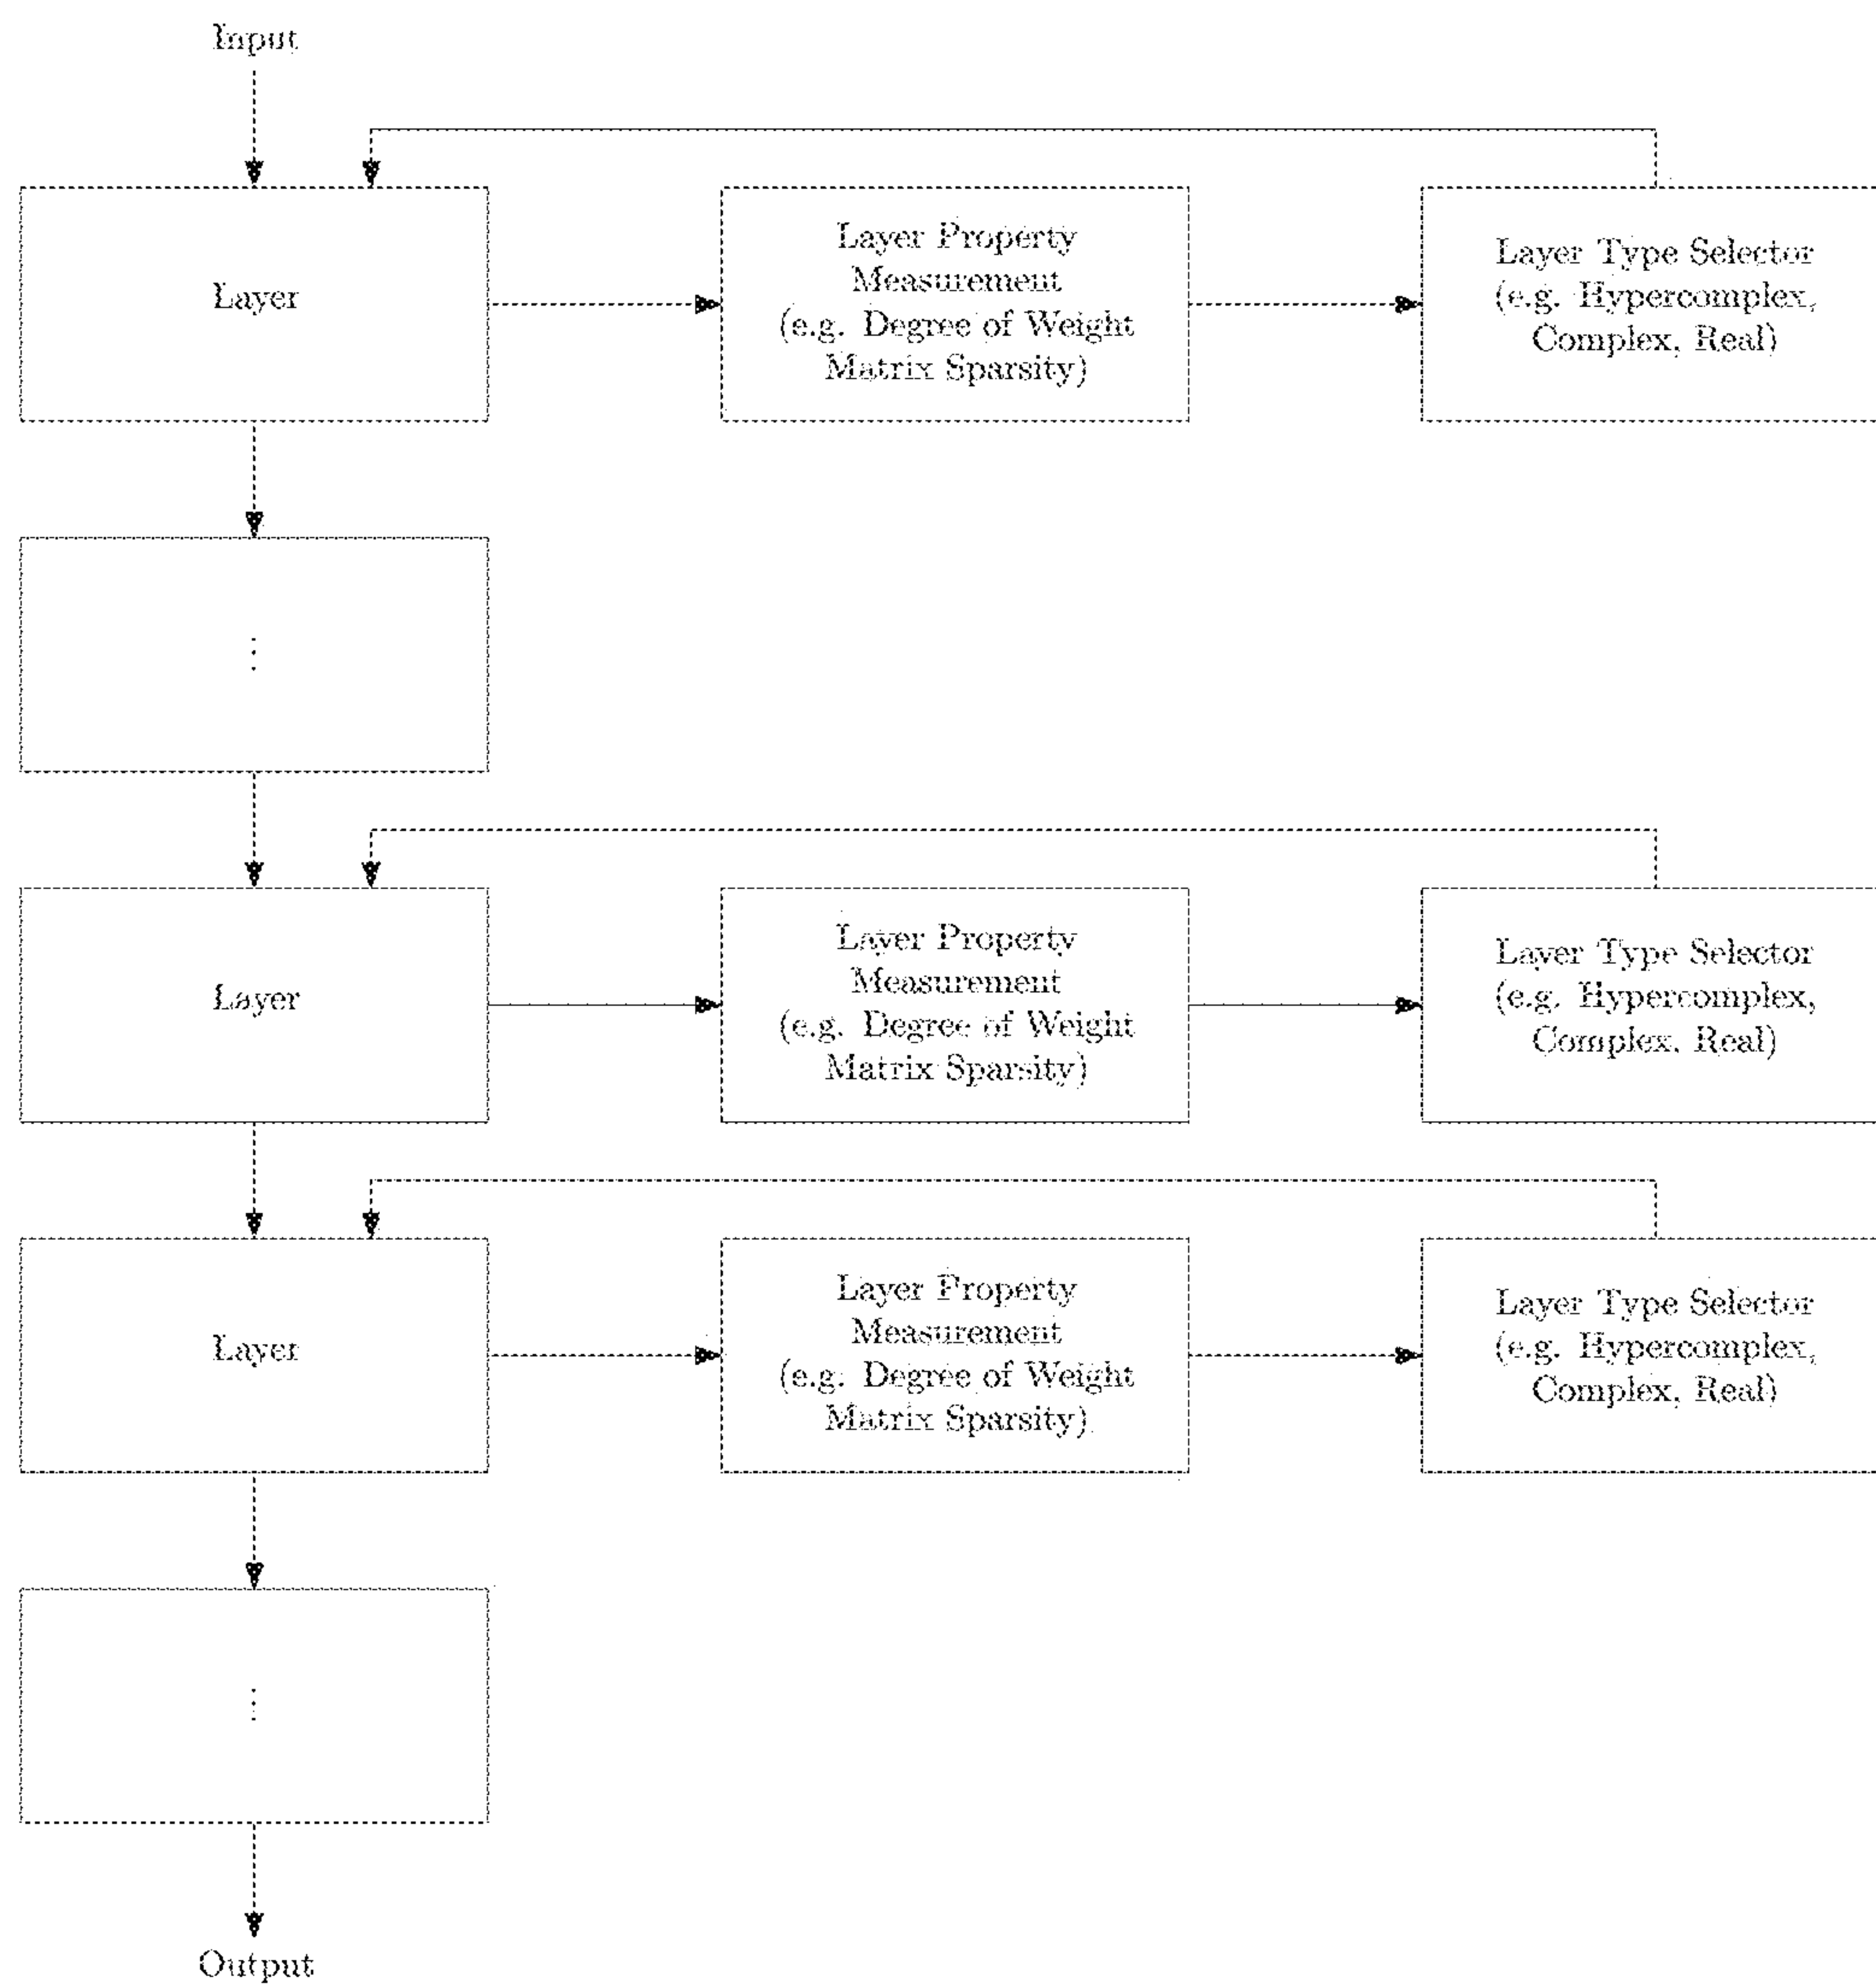 Input
Layer
Layer Property
Measurement
(e.g. Degree of Weight
Matrix Sparsity)
Layer Type Selector
(e.g. Hypercomplex,
Complex, Real)
⋮
Layer
Layer Property
Measurement
(e.g. Degree of Weight
Matrix Sparsity)
Layer Type Selector
(e.g. Hypercomplex,
Complex, Real)
Layer
Layer Property
Measurement
(e.g. Degree of Weight
Matrix Sparsity)
Layer Type Selector
(e.g. Hypercomplex,
Complex, Real)
⋮
Output